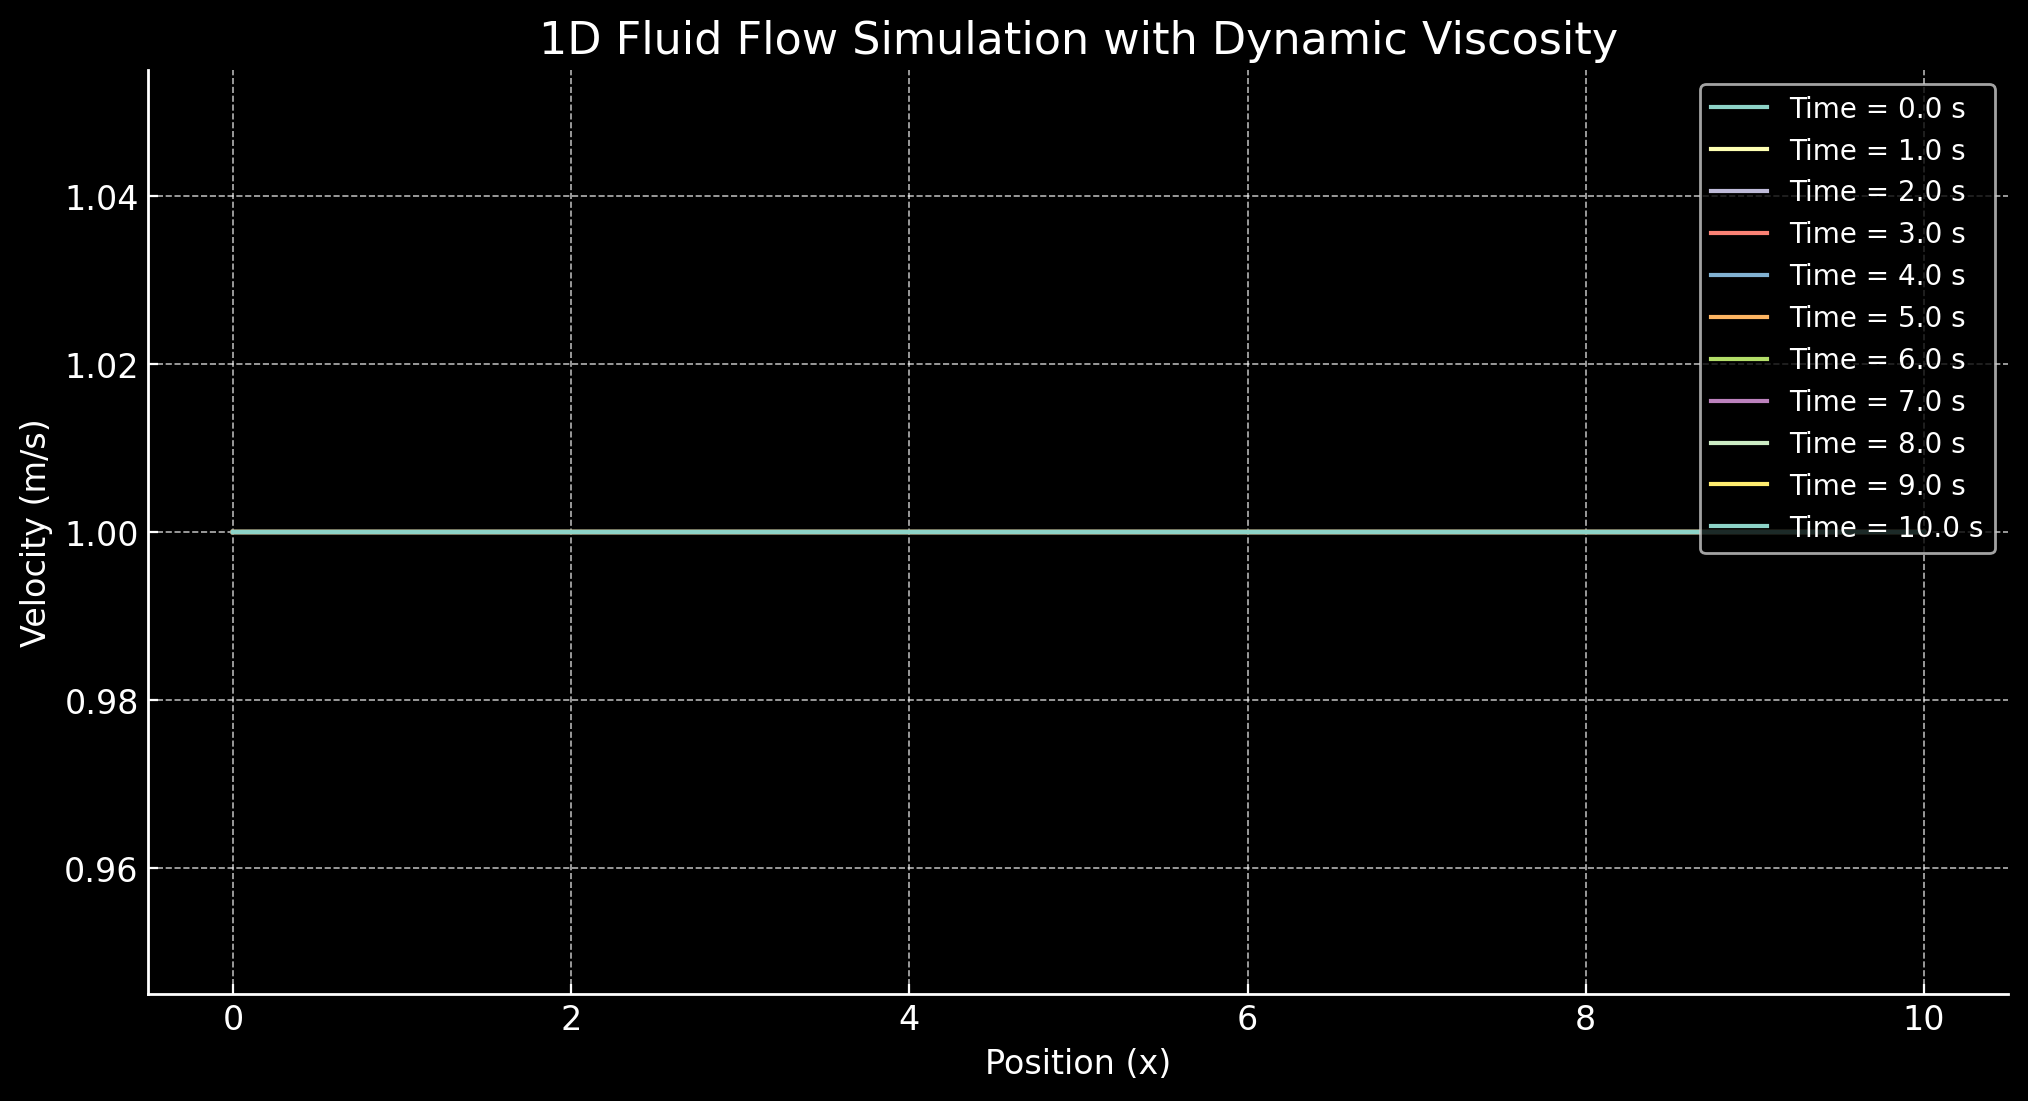 1D Fluid Flow Simulation with Dynamic Viscosity
Time = 0.0 s
Time = 1.0 s
Time = 2.0 s
Time = 3.0 s
Time = 4.0 s
Time = 5.0 s
Time = 6.0 s
Time = 7.0 s
Time = 8.0 s
Time = 9.0 s
Time = 10.0 s
Velocity (m/s)
1.04
1.02
1.00
0.98
0.96
0 2 4 6 8 10
Position (x)